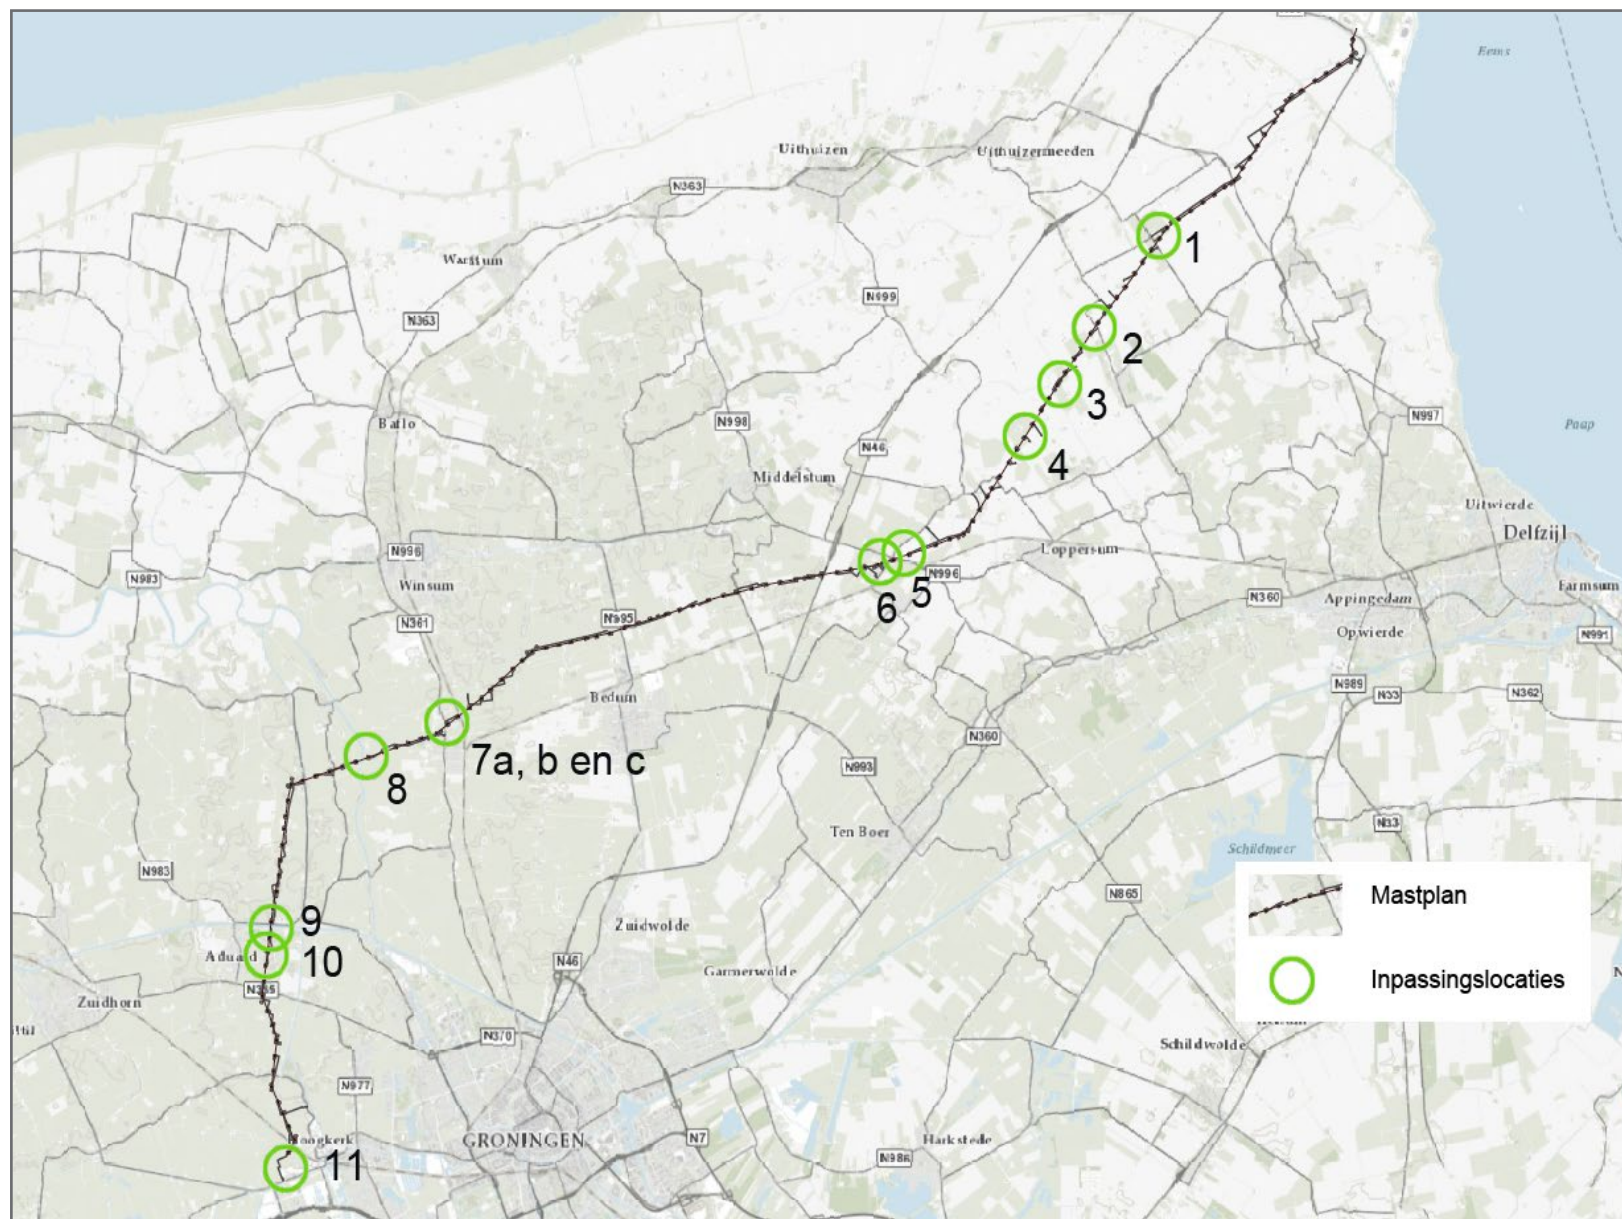 Eems
Uithuizen
Uithuizermeeden
N363
1
Warffum
N999
N363
2
3
N997
Baflo
N998
Paap
N46
4
Middelstum
Uitwierde
Delfzijl
N996
Loppersum
N983
Winsum
N996
6
5
Farmsum
N360
Appingedam
N995
N361
Opwierde
N991
N989
N33
N362
Bedum
N360
7a, b en c
8
N993
Ten Boer
N33
Schildmeer
N983
N865
Mastplan
9
Zuidwolde
Aduard
10
N46
Garmerwolde
Inpassingslocaties
N355
Zuidhorn
N370
Schildwolde
N977
Hoogkerk
GRONINGEN
N7
Harkstede
11
N986